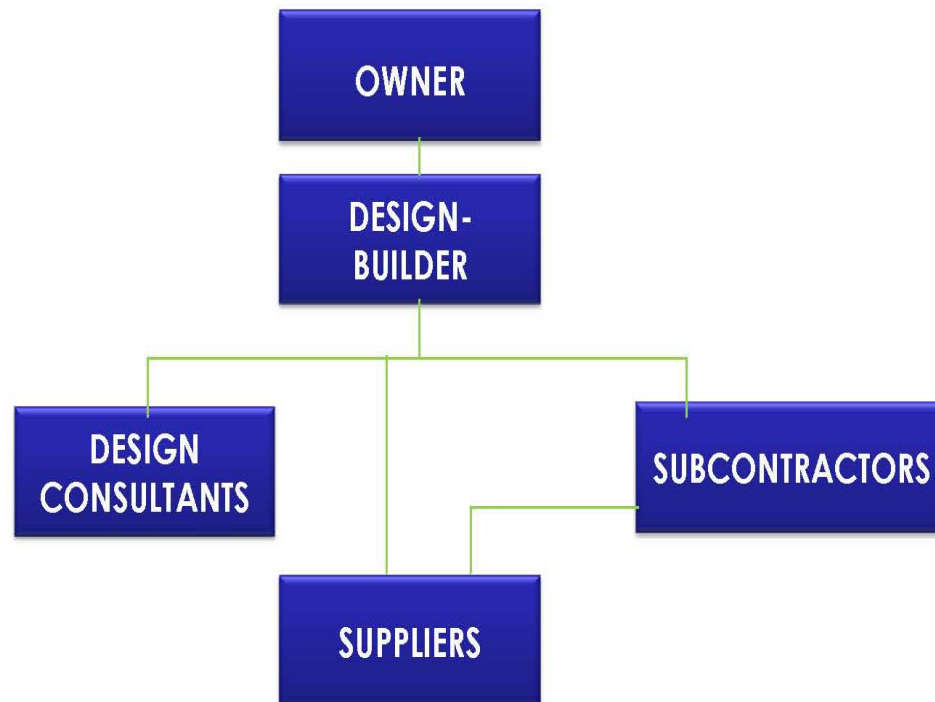 OWNER
DESIGN-
BUILDER
DESIGN
CONSULTANTS
SUBCONTRACTORS
SUPPLIERS